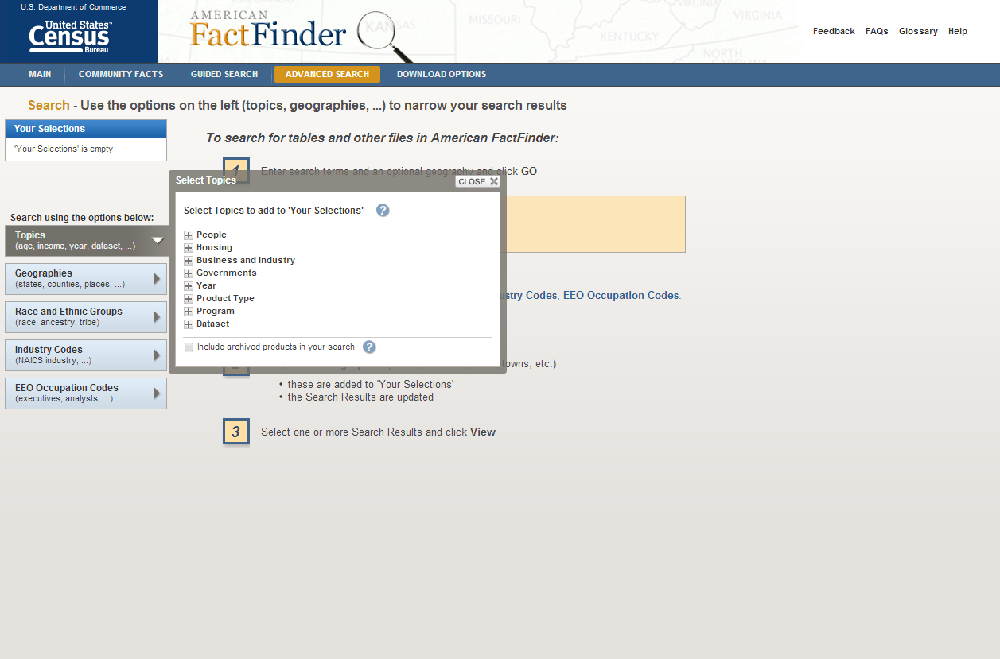 U.S. Department of Commerce
United States™
Census
Bureau
AMERICAN
FactFinder
KANSAS
MISSOURI
KENTUCKY
VIRGINIA
VIRGINIA
NORTH
CAROLINA
Feedback FAQs Glossary Help
MAIN COMMUNITY FACTS GUIDED SEARCH ADVANCED SEARCH DOWNLOAD OPTIONS
Search - Use the options on the left (topics, geographies, ...) to narrow your search results
Your Selections
'Your Selections' is empty
To search for tables and other files in American FactFinder:
1 Enter search terms and an optional geography and click GO
Search using the options below:
Topics
(age, income, year, dataset, ...)
Geographies
(states, counties, places, ...)
Race and Ethnic Groups
(race, ancestry, tribe)
Industry Codes
(NAICS industry, ...)
EEO Occupation Codes
(executives, analysts, ...)
Select Topics
CLOSE
Select Topics to add to 'Your Selections' ?
People
Housing
Business and Industry
Governments
Year
Product Type
Program
Dataset
Include archived products in your search ?
ustry Codes, EEO Occupation Codes.
towns, etc.)
• these are added to 'Your Selections'
• the Search Results are updated
3 Select one or more Search Results and click View